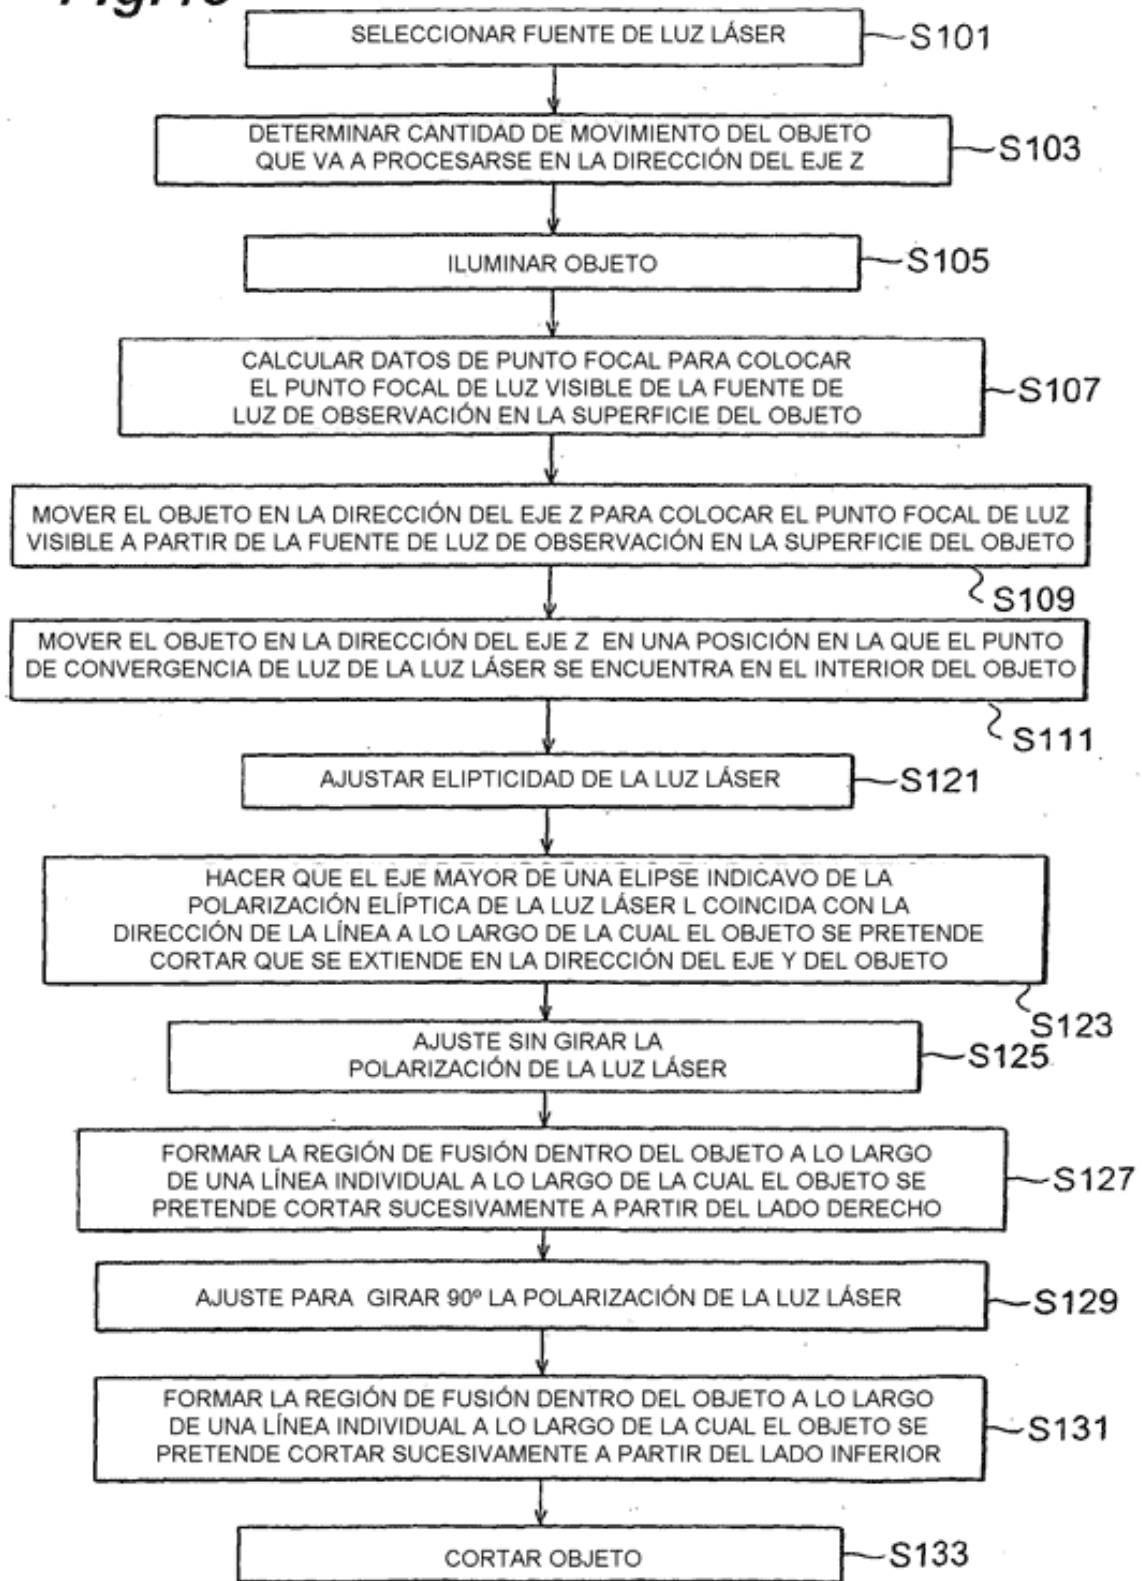 SELECCIONAR FUENTE DE LUZ LÁSER
S101
DETERMINAR CANTIDAD DE MOVIMIENTO DEL OBJETO
QUE VA A PROCESARSE EN LA DIRECCIÓN DEL EJE Z
S103
ILUMINAR OBJETO
S105
CALCULAR DATOS DE PUNTO FOCAL PARA COLOCAR
EL PUNTO FOCAL DE LUZ VISIBLE DE LA FUENTE DE
LUZ DE OBSERVACIÓN EN LA SUPERFICIE DEL OBJETO
S107
MOVER EL OBJETO EN LA DIRECCIÓN DEL EJE Z PARA COLOCAR EL PUNTO FOCAL DE LUZ
VISIBLE A PARTIR DE LA FUENTE DE LUZ DE OBSERVACIÓN EN LA SUPERFICIE DEL OBJETO
S109
MOVER EL OBJETO EN LA DIRECCIÓN DEL EJE Z EN UNA POSICIÓN EN LA QUE EL PUNTO
DE CONVERGENCIA DE LUZ DE LA LUZ LÁSER SE ENCUENTRA EN EL INTERIOR DEL OBJETO
S111
AJUSTAR ELIPTICIDAD DE LA LUZ LÁSER
S121
HACER QUE EL EJE MAYOR DE UNA ELIPSE INDICAVO DE LA
POLARIZACIÓN ELÍPTICA DE LA LUZ LÁSER L COINCIDA CON LA
DIRECCIÓN DE LA LÍNEA A LO LARGO DE LA CUAL EL OBJETO SE PRETENDE
CORTAR QUE SE EXTIENDE EN LA DIRECCIÓN DEL EJE Y DEL OBJETO
S123
AJUSTE SIN GIRAR LA
POLARIZACIÓN DE LA LUZ LÁSER
S125
FORMAR LA REGIÓN DE FUSIÓN DENTRO DEL OBJETO A LO LARGO
DE UNA LÍNEA INDIVIDUAL A LO LARGO DE LA CUAL EL OBJETO SE
PRETENDE CORTAR SUCESIVAMENTE A PARTIR DEL LADO DERECHO
S127
AJUSTE PARA GIRAR 90º LA POLARIZACIÓN DE LA LUZ LÁSER
S129
FORMAR LA REGIÓN DE FUSIÓN DENTRO DEL OBJETO A LO LARGO
DE UNA LÍNEA INDIVIDUAL A LO LARGO DE LA CUAL EL OBJETO SE
PRETENDE CORTAR SUCESIVAMENTE A PARTIR DEL LADO INFERIOR
S131
CORTAR OBJETO
S133